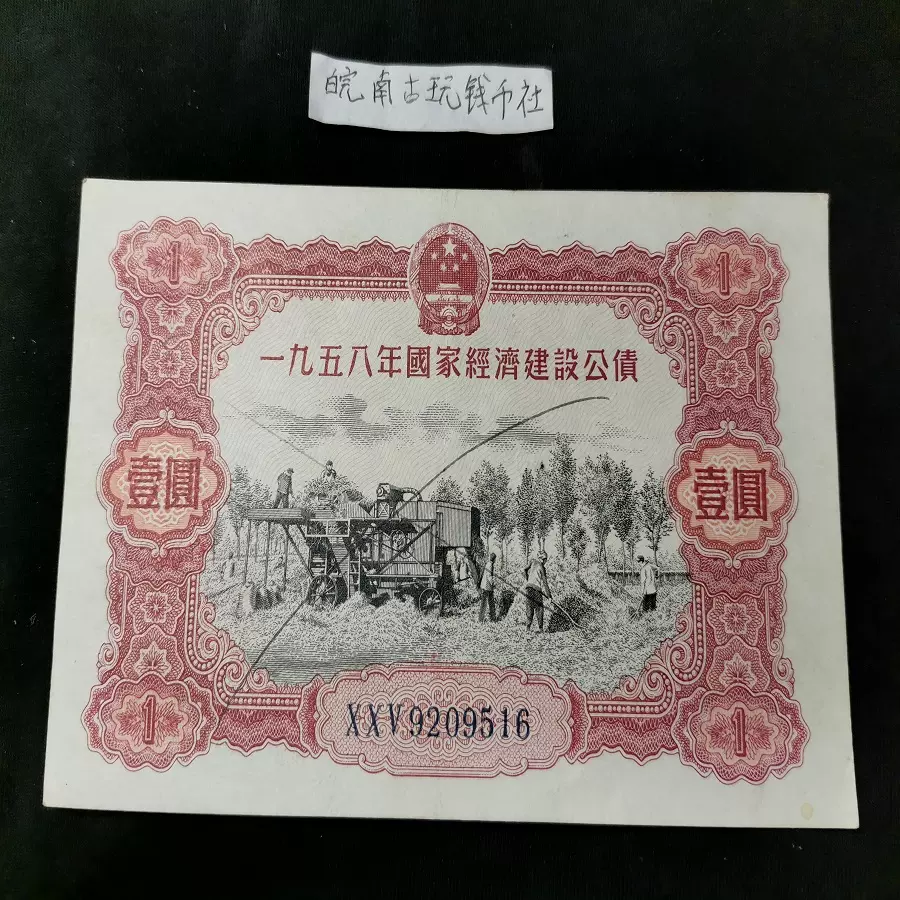 皖南古玩钱币社
1 1
一九五八年國家經濟建設公債
壹圓 壹圓
1 1
XXV9209516